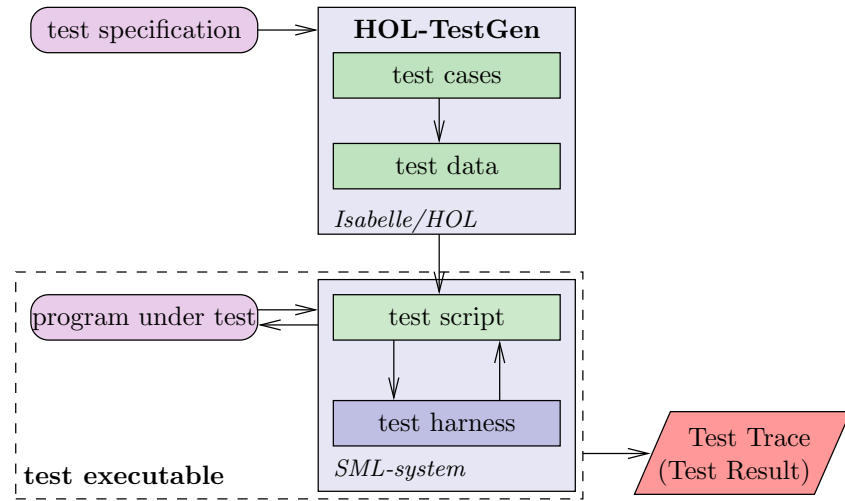 test specification
HOL-TestGen
test cases
test data
Isabelle/HOL
program under test
test script
test harness
test executable
SML-system
Test Trace
(Test Result)